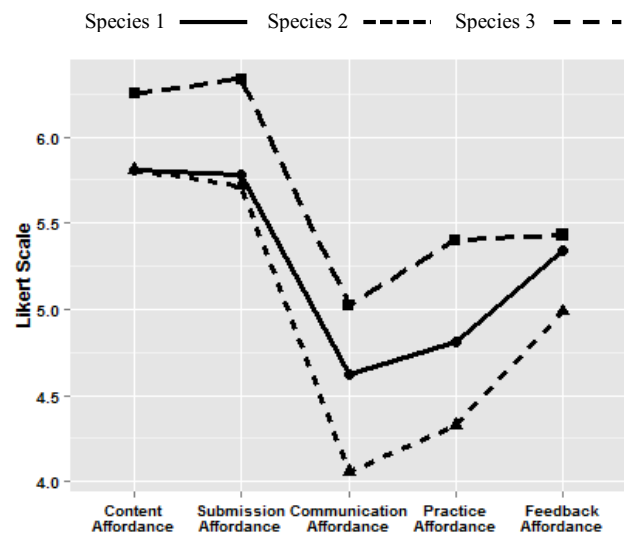 Species 1 Species 2 Species 3
6.0
5.5
5.0
4.5
4.0
Likert Scale
Content Submission Communication Practice Feedback
Affordance Affordance Affordance Affordance Affordance